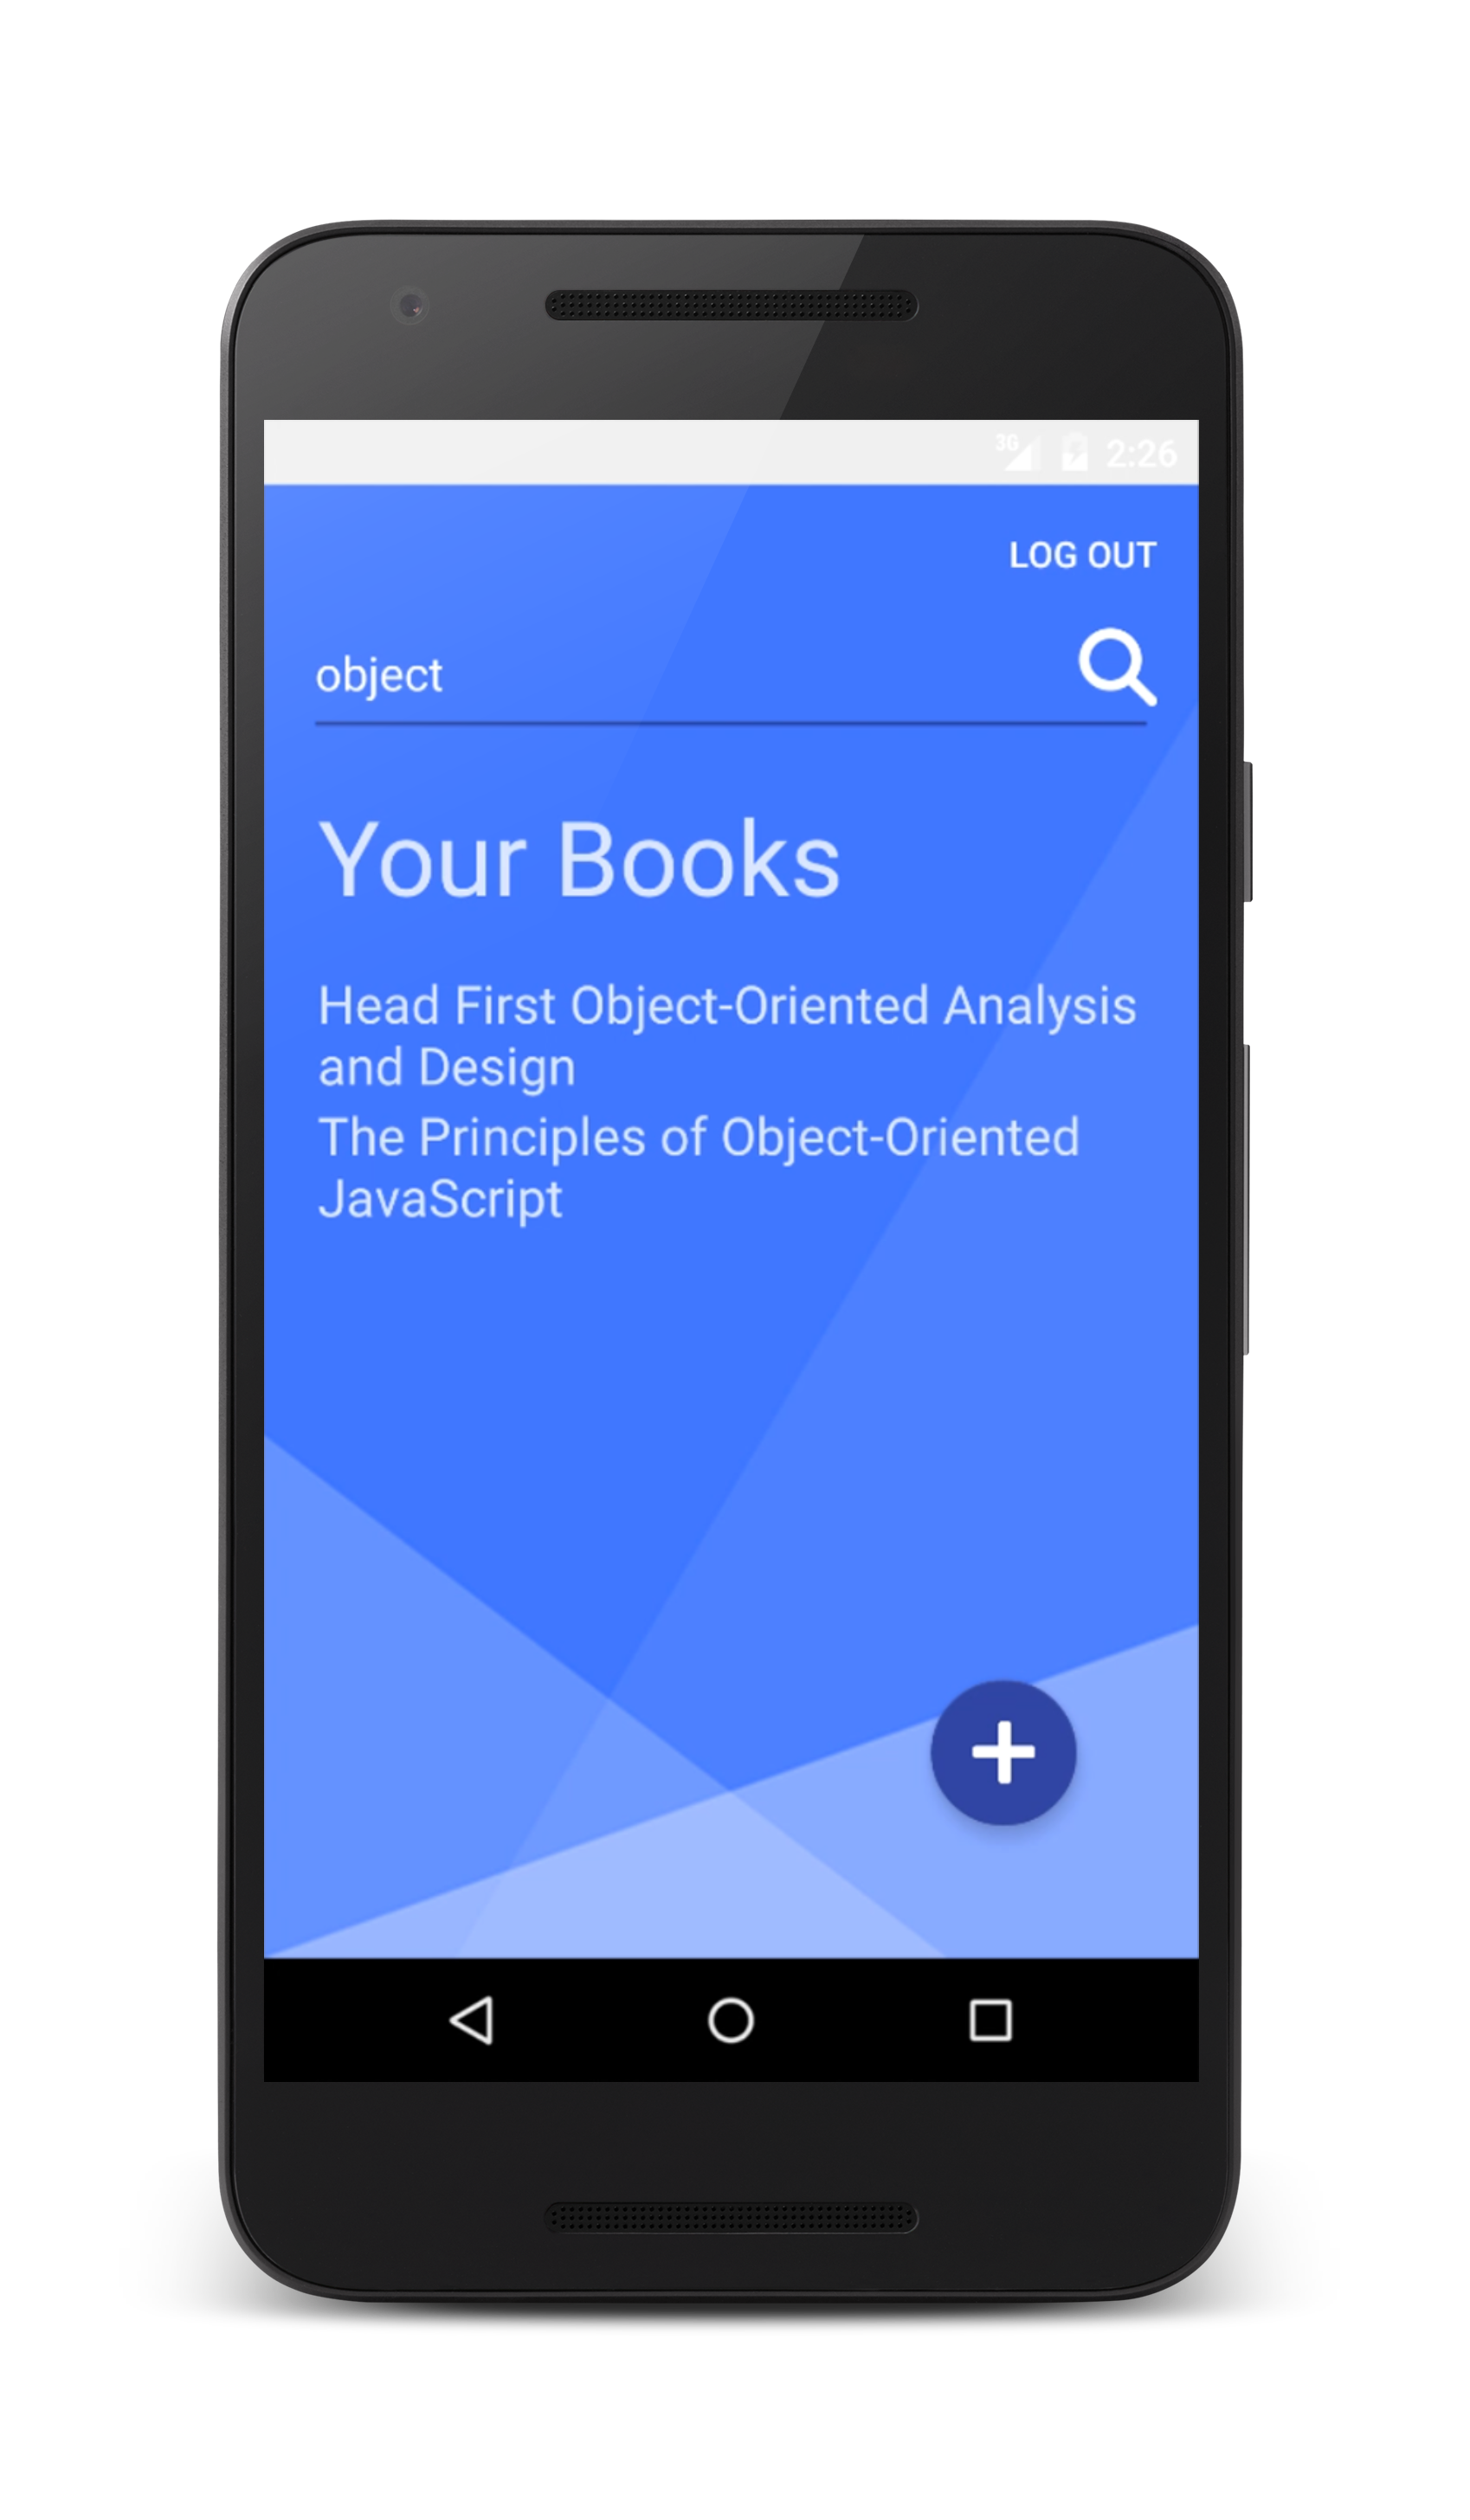 3G 2:26
LOG OUT
object
Your Books
Head First Object-Oriented Analysis
and Design
The Principles of Object-Oriented
JavaScript